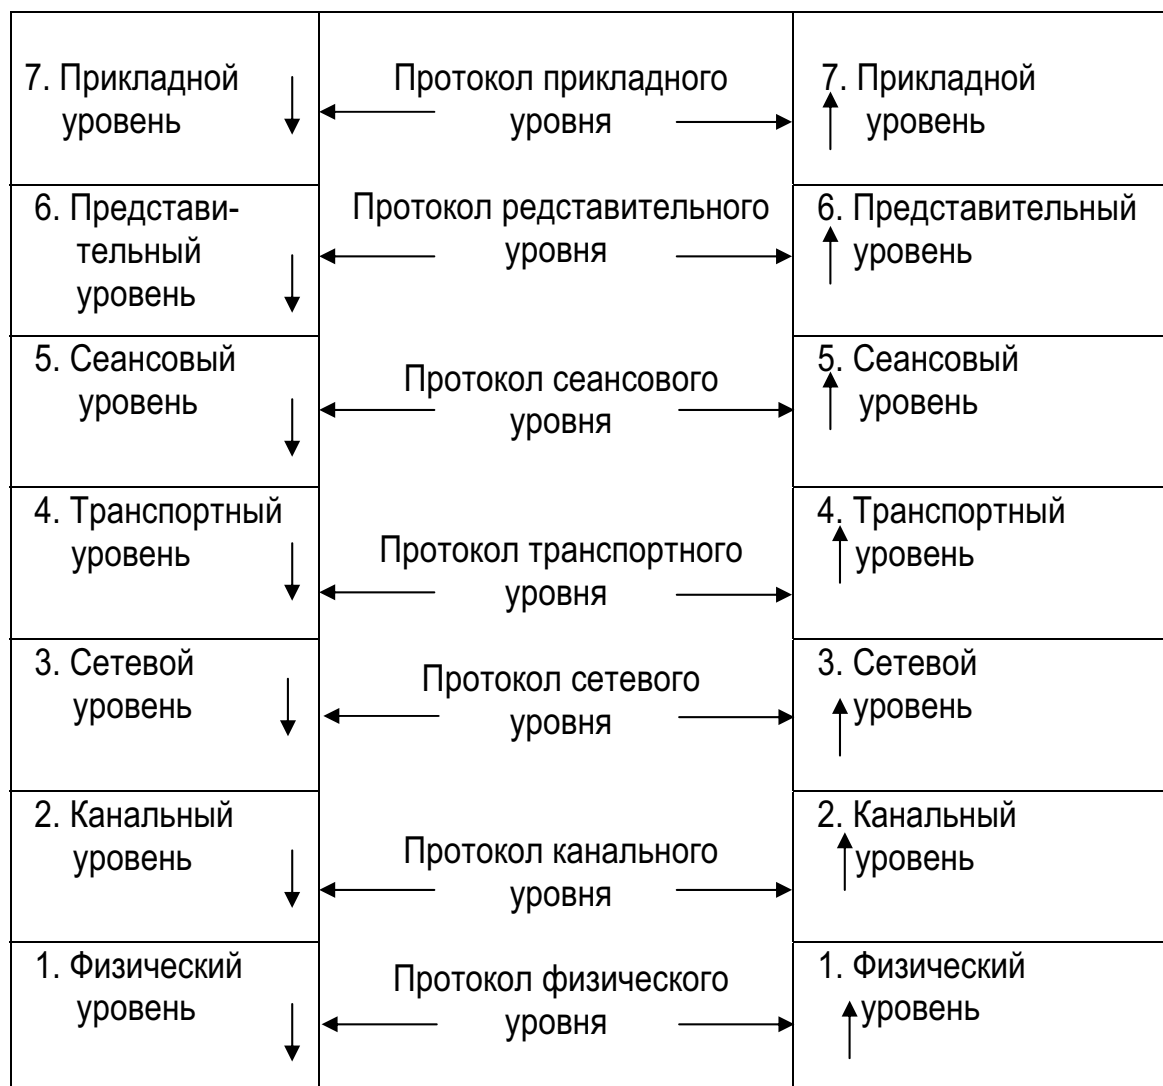 7. Прикладной
уровень
Протокол прикладного
уровня
7. Прикладной
уровень
6. Представи-
тельный
уровень
Протокол редставительного
уровня
6. Представительный
уровень
5. Сеансовый
уровень
Протокол сеансового
уровня
5. Сеансовый
уровень
4. Транспортный
уровень
Протокол транспортного
уровня
4. Транспортный
уровень
3. Сетевой
уровень
Протокол сетевого
уровня
3. Сетевой
уровень
2. Канальный
уровень
Протокол канального
уровня
2. Канальный
уровень
1. Физический
уровень
Протокол физического
уровня
1. Физический
уровень